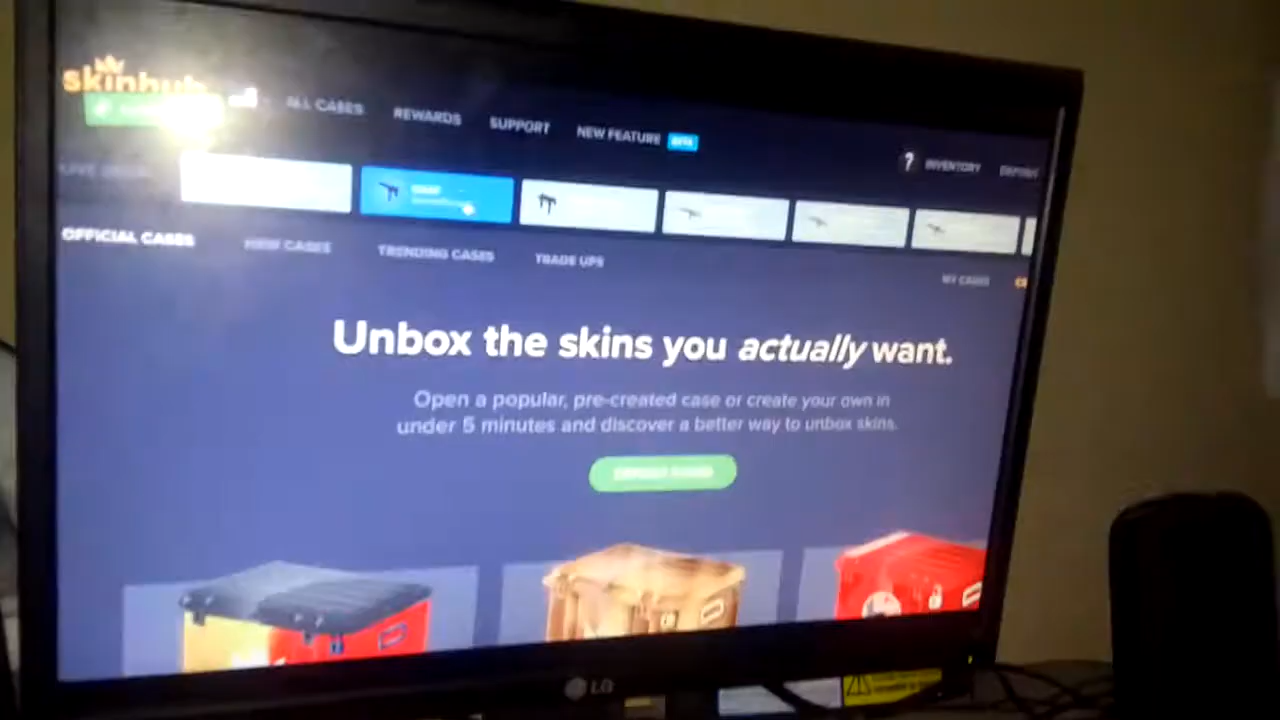 skinhub
ALL CASES
REWARDS
SUPPORT
NEW FEATURE BETA
? INVENTORY
OFFICIAL CASES
NEW CASES
TRENDING CASES
TRADE UPS
MY CASES
Unbox the skins you actually want.
Open a popular, pre-created case or create your own in
under 5 minutes and discover a better way to unbox skins.
LG